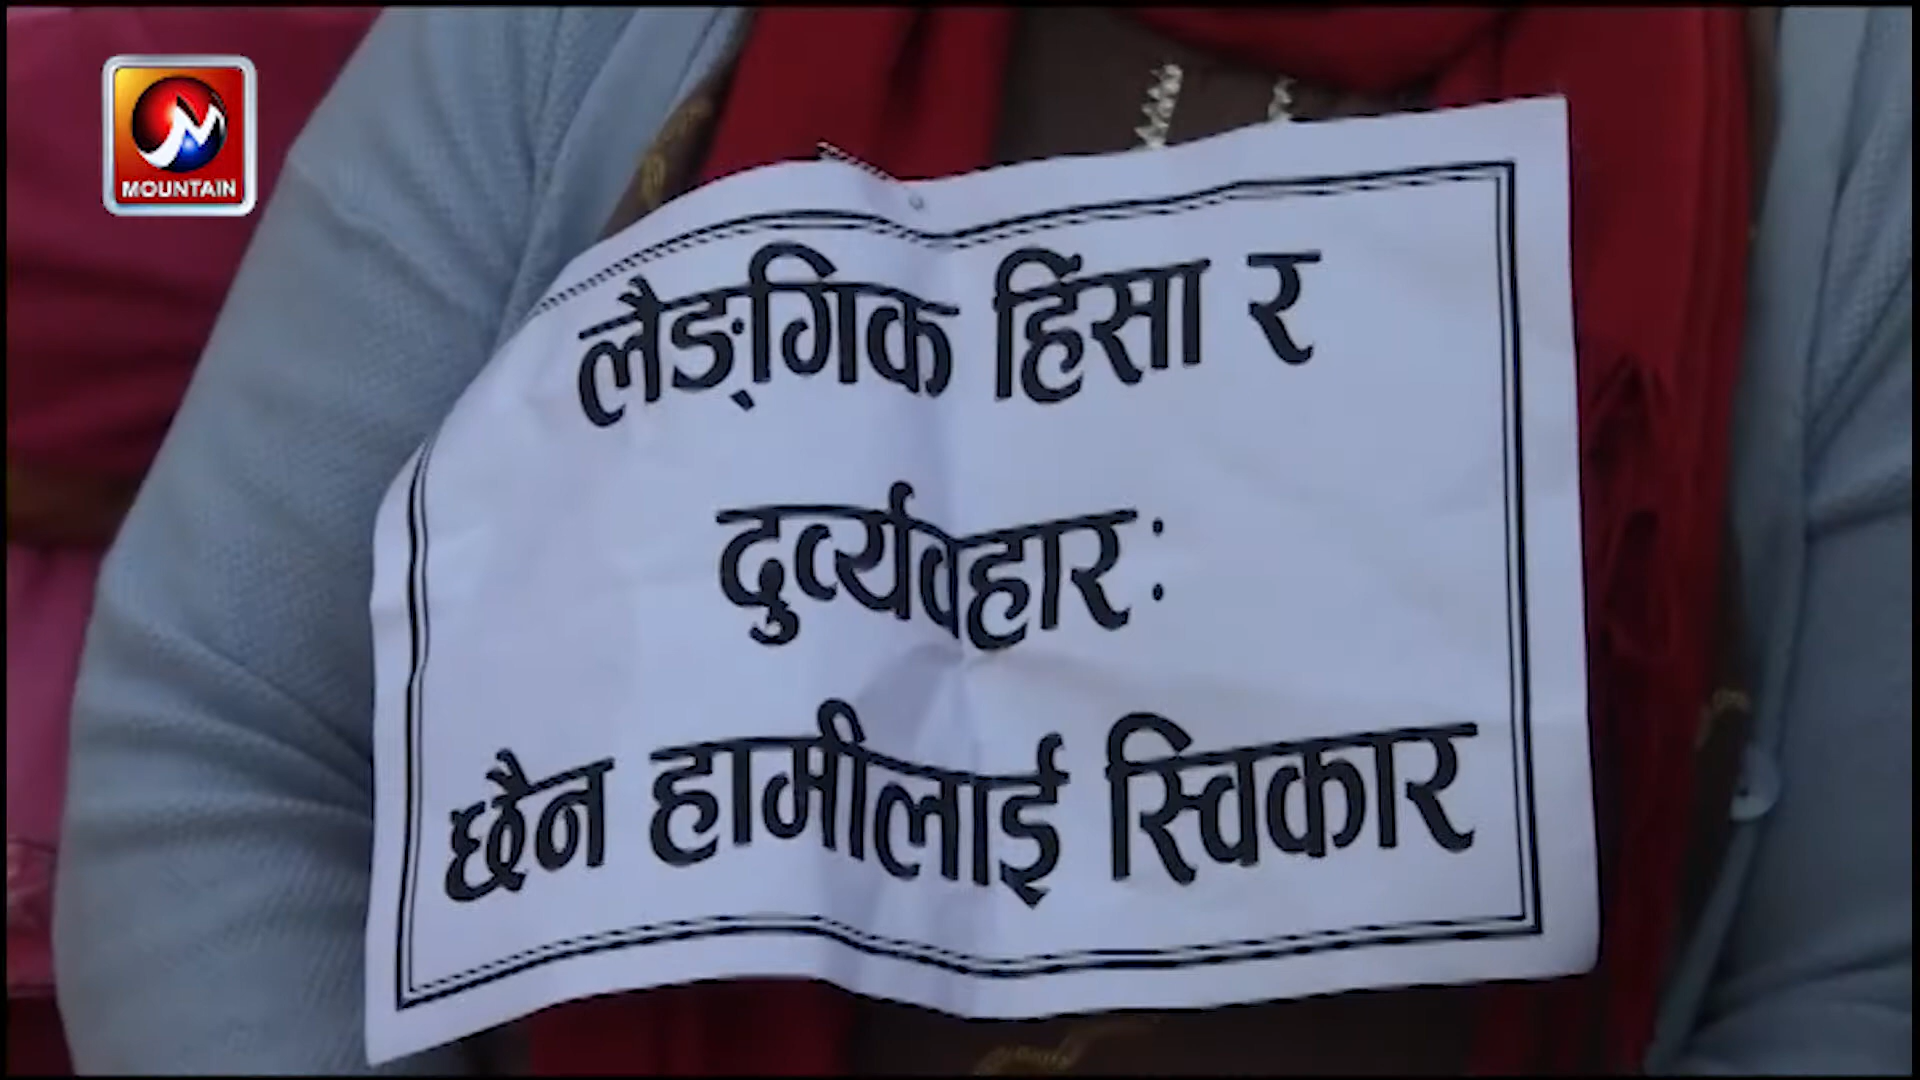 MOUNTAIN
लैङ्‌गिक हिंसा र
दुर्व्यवहार:
छैन हामीलाई स्विकार